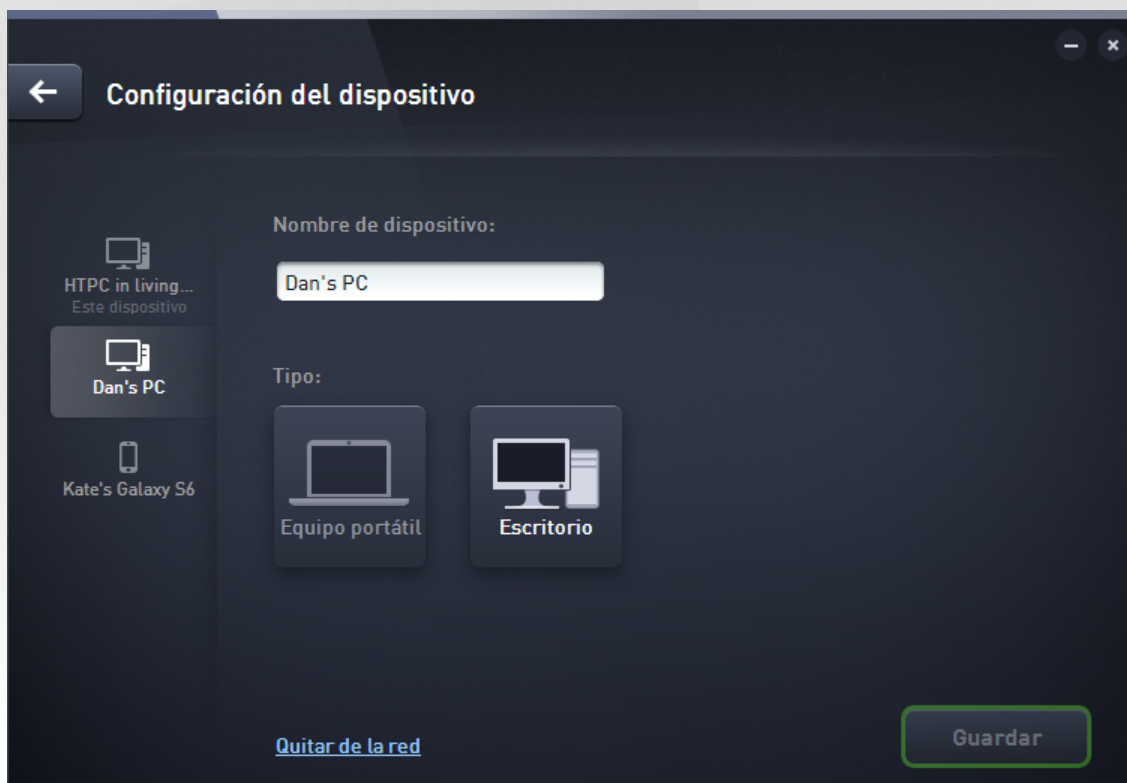 Configuración del dispositivo
HTPC in living...
Este dispositivo
Dan's PC
Kate's Galaxy S6
Nombre de dispositivo:
Dan's PC
Tipo:
Equipo portátil
Escritorio
Quitar de la red
Guardar